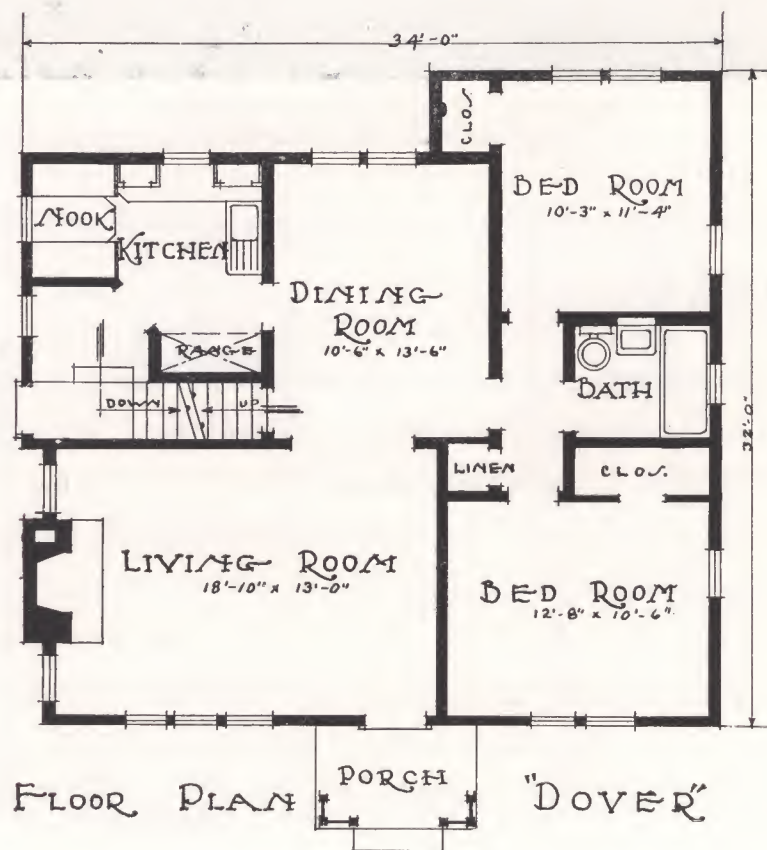 34'-0"
CLOS.
BED ROOM
10'-3" x 11'-4"
NOOK
KITCHEN
DINING
ROOM
10'-6" x 13'-6"
RANGE
BATH
DOWN
UP
32'-0"
LINEN
CLOS.
LIVING ROOM
18'-10" x 13'-0"
BED ROOM
12'-8" x 10'-6"
FLOOR PLAN
PORCH
"DOVER"